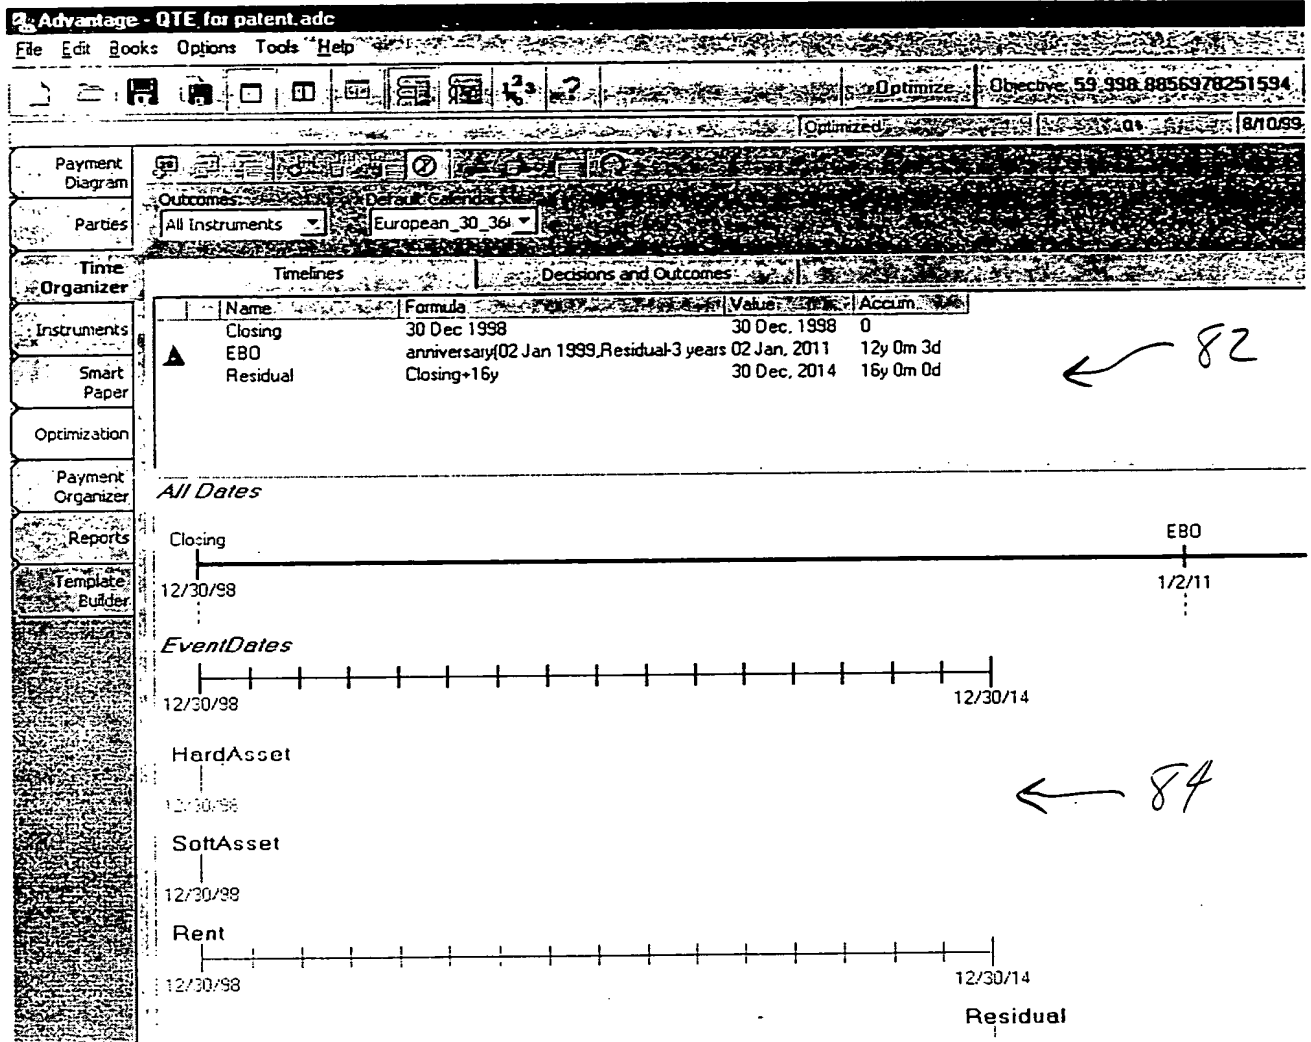 Advantage - QTE for patent.adc
File Edit Books Options Tools Help
Optimize Objective 59,998.8856978251594
Optimized 8/10/99
Payment Diagram
Parties
Time Organizer
Instruments
Smart Paper
Optimization
Payment Organizer
Reports
Template Builder
Outcomes: Default Calendar
All Instruments European_30_36
Timelines Decisions and Outcomes
Name Formula Value Accum.
Closing 30 Dec 1998 30 Dec, 1998 0
EBO anniversary(02 Jan 1999,Residual-3 years 02 Jan, 2011 12y 0m 3d
Residual Closing+16y 30 Dec, 2014 16y 0m 0d
82
All Dates
Closing EBO
12/30/98 1/2/11
EventDates
12/30/98 12/30/14
HardAsset
12/30/98
84
SoftAsset
12/30/98
Rent
12/30/98 12/30/14
Residual